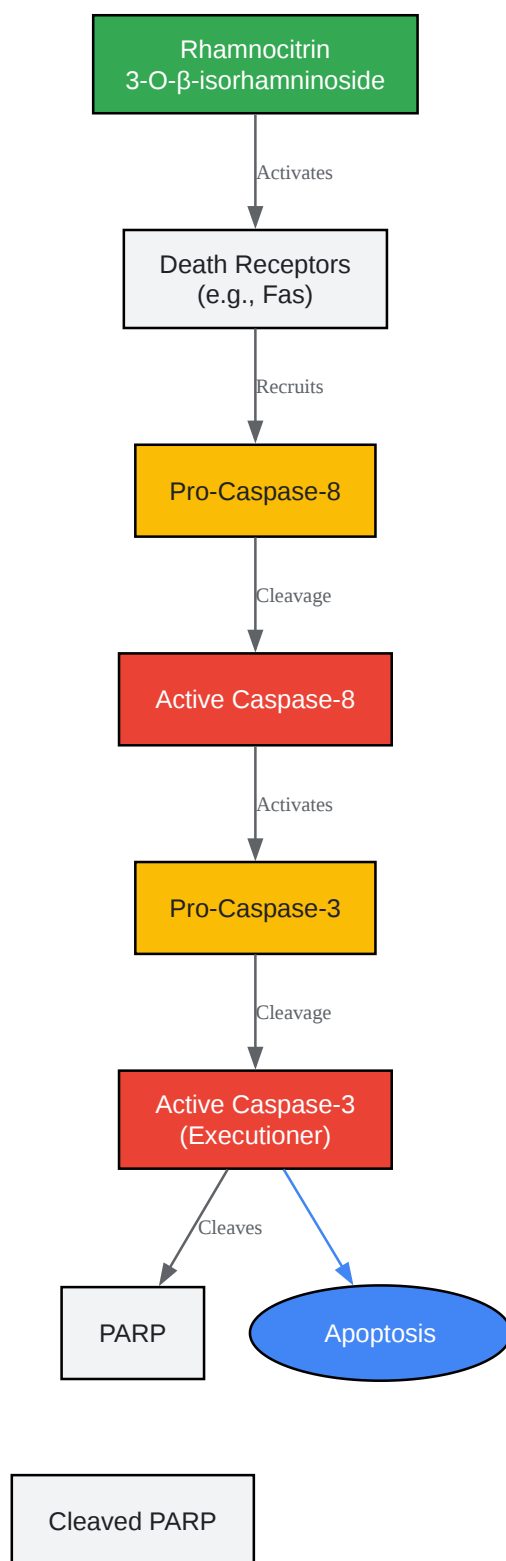 Rhamnocitrin
3-O-β-isorhamninoside
Activates
Death Receptors
(e.g., Fas)
Recruits
Pro-Caspase-8
Cleavage
Active Caspase-8
Activates
Pro-Caspase-3
Cleavage
Active Caspase-3
(Executioner)
Cleaves
PARP
Apoptosis
Cleaved PARP